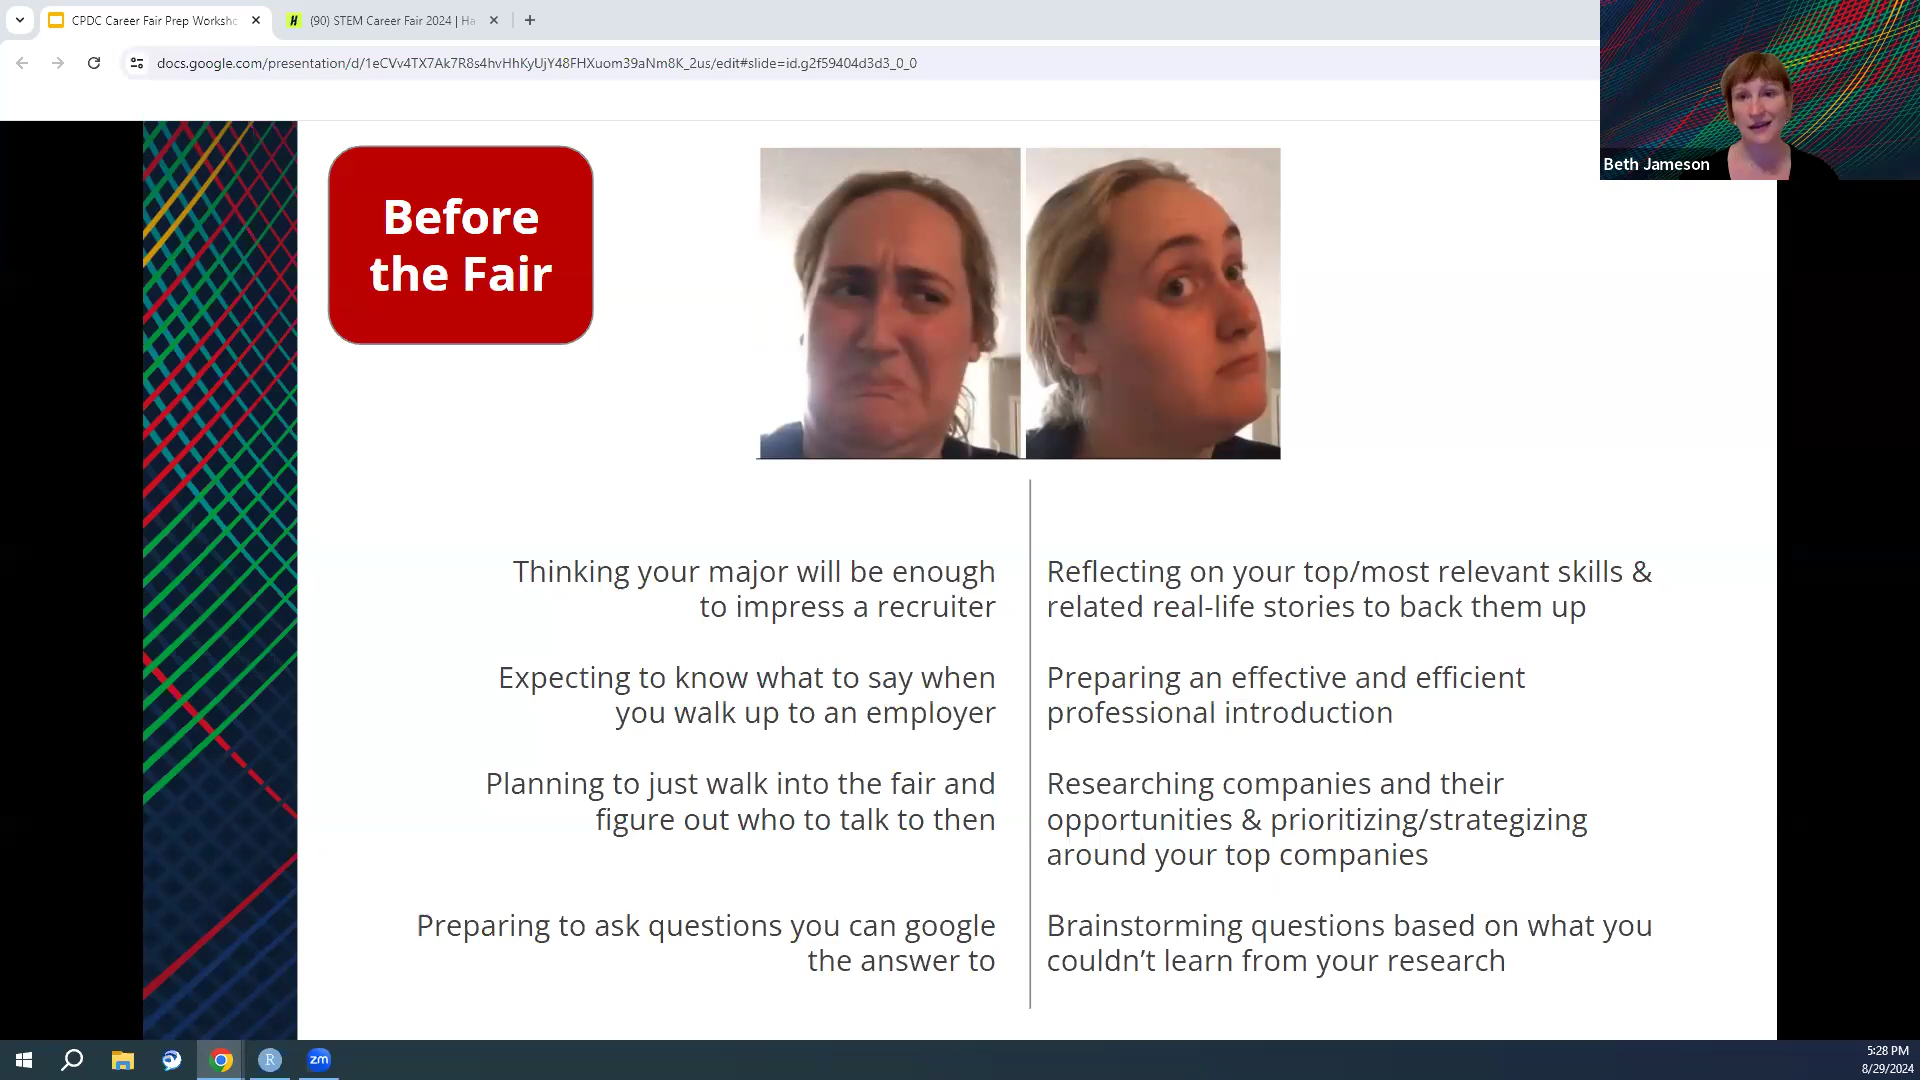 CPDC Career Fair Prep Worksho
(90) STEM Career Fair 2024 | Ha
docs.google.com/presentation/d/1eCVv4TX7Ak7R8s4hvHhKyUjY48FHXuom39aNm8K_2us/edit#slide=id.g2f59404d3d3_0_0
Beth Jameson
Before
the Fair
Thinking your major will be enough
to impress a recruiter
Expecting to know what to say when
you walk up to an employer
Planning to just walk into the fair and
figure out who to talk to then
Preparing to ask questions you can google
the answer to
Reflecting on your top/most relevant skills &
related real-life stories to back them up
Preparing an effective and efficient
professional introduction
Researching companies and their
opportunities & prioritizing/strategizing
around your top companies
Brainstorming questions based on what you
couldn’t learn from your research
R
zm
5:28 PM
8/29/2024